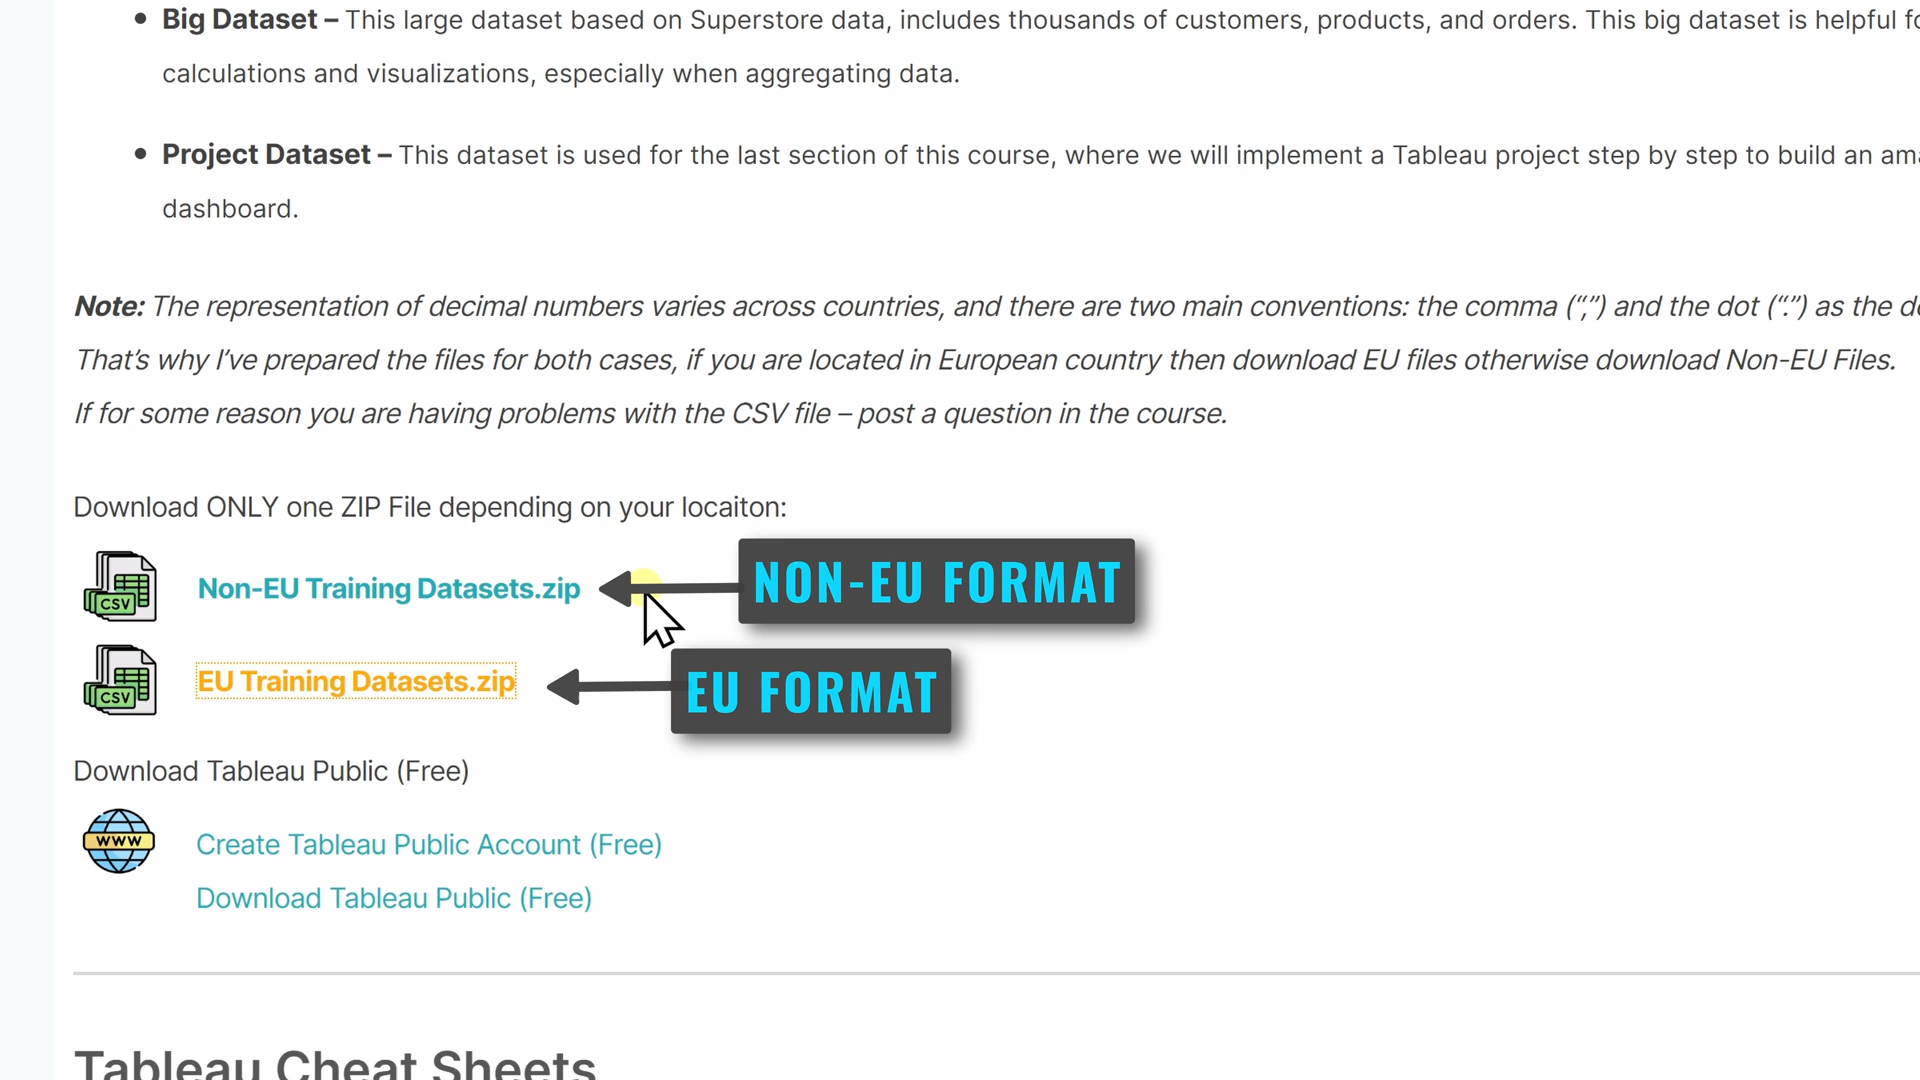 Big Dataset – This large dataset based on Superstore data, includes thousands of customers, products, and orders. This big dataset is helpful
calculations and visualizations, especially when aggregating data.
Project Dataset – This dataset is used for the last section of this course, where we will implement a Tableau project step by step to build an
dashboard.
Note: The representation of decimal numbers varies across countries, and there are two main conventions: the comma (“,”) and the dot (“.”) as the
That’s why I’ve prepared the files for both cases, if you are located in European country then download EU files otherwise download Non-EU Files.
If for some reason you are having problems with the CSV file – post a question in the course.
Download ONLY one ZIP File depending on your locaiton:
CSV Non-EU Training Datasets.zip NON-EU FORMAT
CSV EU Training Datasets.zip EU FORMAT
Download Tableau Public (Free)
WWW Create Tableau Public Account (Free)
Download Tableau Public (Free)
Tableau Cheat Sheets